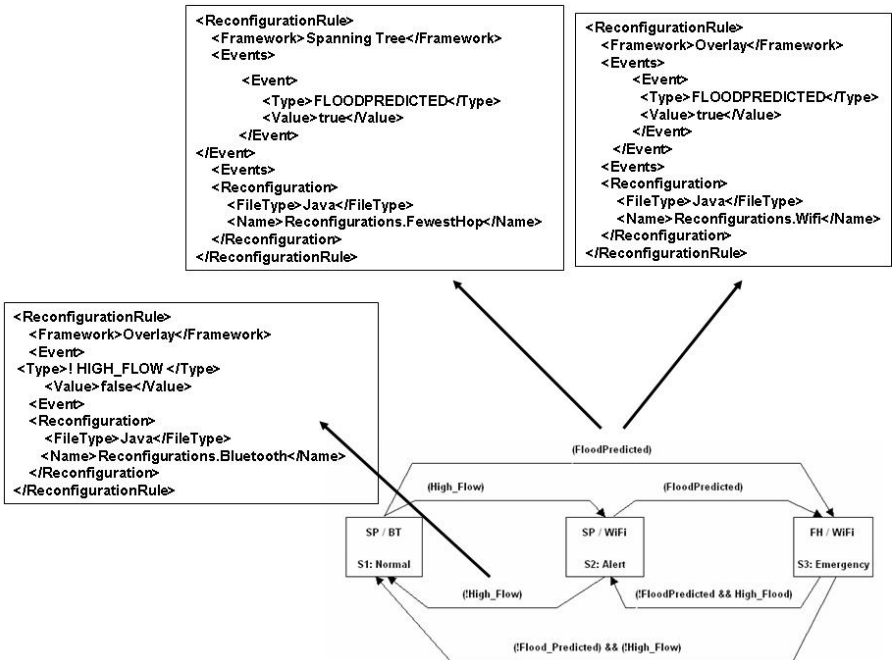 <ReconfigurationRule>
<Framework>Spanning Tree</Framework>
<Events>
<Event>
<Type>FLOODPREDICTED</Type>
<Value>true</Value>
</Event>
</Event>
<Events>
<Reconfiguration>
<FileType>Java</FileType>
<Name>Reconfigurations.FewestHop</Name>
</Reconfiguration>
</ReconfigurationRule>
<ReconfigurationRule>
<Framework>Overlay</Framework>
<Events>
<Event>
<Type>FLOODPREDICTED</Type>
<Value>true</Value>
</Event>
</Event>
<Events>
<Reconfiguration>
<FileType>Java</FileType>
<Name>Reconfigurations.Wifi</Name>
</Reconfiguration>
</ReconfigurationRule>
<ReconfigurationRule>
<Framework>Overlay</Framework>
<Event>
<Type>! HIGH_FLOW </Type>
<Value>false</Value>
<Event>
<Reconfiguration>
<FileType>Java</FileType>
<Name>Reconfigurations.Bluetooth</Name>
</Reconfiguration>
</ReconfigurationRule>
(FloodPredicted)
(High_Flow)
(FloodPredicted)
SP / BT
S1: Normal
SP / WiFi
S2: Alert
FH / WiFi
S3: Emergency
(!High_Flow)
(!FloodPredicted && High_Flood)
(!Flood_Predicted) && (!High_Flow)